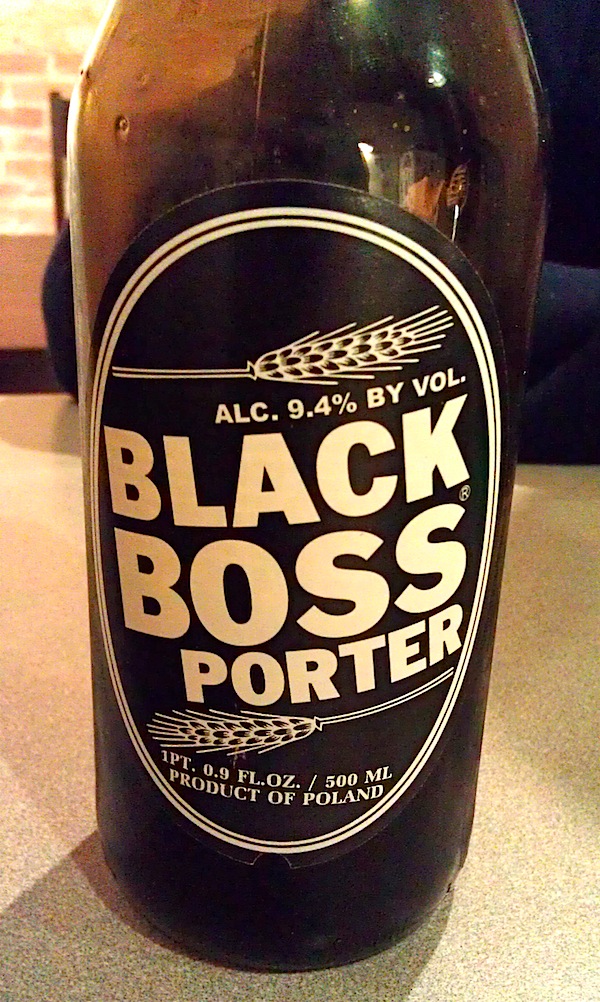 ALC. 9.4% BY VOL.
BLACK
BOSS®
PORTER
1PT. 0.9 FL.OZ. / 500 ML
PRODUCT OF POLAND